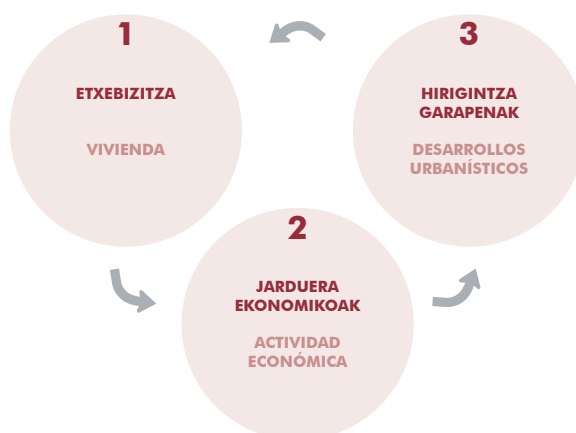 1
ETXEBIZITZA
VIVIENDA
2
JARDUERA
EKONOMIKOAK
ACTIVIDAD
ECONÓMICA
3
HIRIGINTZA
GARAPENAK
DESARROLLOS
URBANÍSTICOS